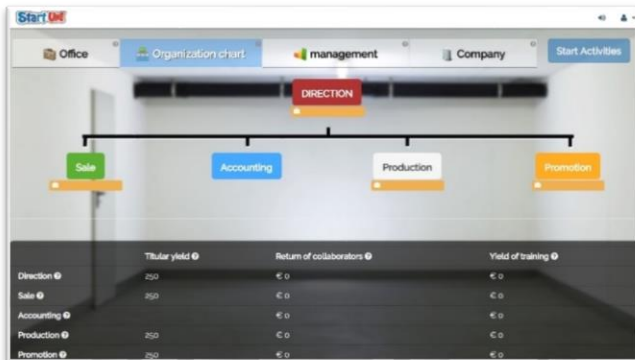 Start Up!
Office
Organization chart
management
Company
Start Activities
DIRECTION
Sale
Accounting
Production
Promotion
Titular yield Return of collaborators Yield of training
Direction 250 € 0 € 0
Sale 250 € 0 € 0
Accounting € 0 € 0
Production 250 € 0 € 0
Promotion 250 € 0 € 0